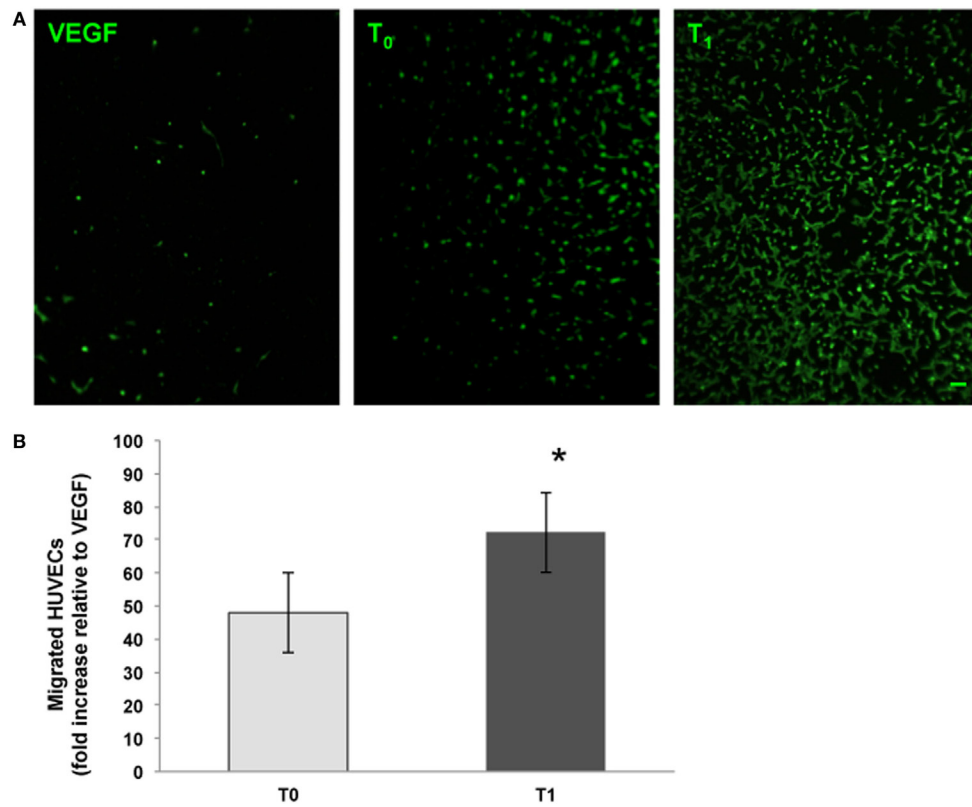 A
VEGF
T₀
T₁
B
Migrated HUVECs
(fold increase relative to VEGF)
100
90
80
70
60
50
40
30
20
10
0
*
T0
T1